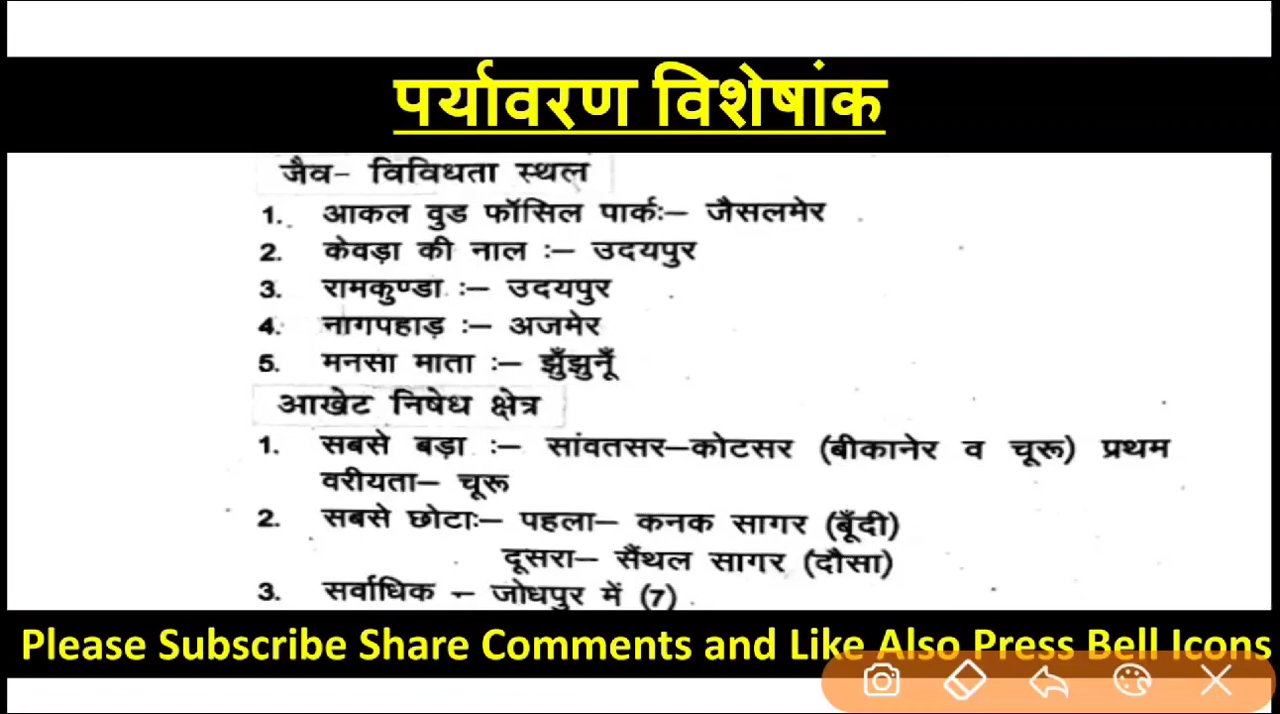 पर्यावरण विशेषांक
जैव- विविधता स्थल
1. आकल वुड फॉसिल पार्कः– जैसलमेर
2. केवड़ा की नाल :– उदयपुर
3. रामकुण्डा :– उदयपुर
4. नागपहाड़ :– अजमेर
5. मनसा माता :– झुँझुनूँ
आखेट निषेध क्षेत्र
1. सबसे बड़ा :– सांवतसर–कोटसर (बीकानेर व चूरू) प्रथम
वरीयता– चूरू
2. सबसे छोटाः– पहला– कनक सागर (बूँदी)
दूसरा– सैंथल सागर (दौसा)
3. सर्वाधिक – जोधपुर में (7)
Please Subscribe Share Comments and Like Also Press Bell Icons